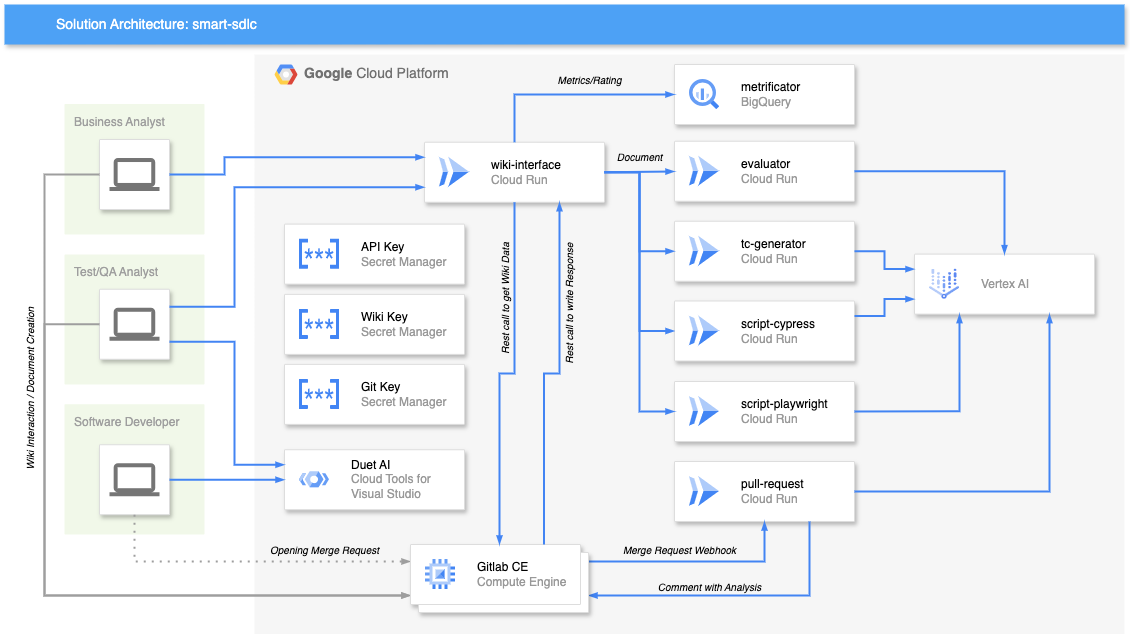 Solution Architecture: smart-sdlc
Google Cloud Platform
Metrics/Rating
metrificator
BigQuery
Business Analyst
wiki-interface
Cloud Run
Document
evaluator
Cloud Run
API Key
Secret Manager
tc-generator
Cloud Run
Test/QA Analyst
Vertex AI
Wiki Key
Secret Manager
Rest call to get Wiki Data
Rest call to write Response
script-cypress
Cloud Run
Wiki Interaction / Document Creation
Git Key
Secret Manager
script-playwright
Cloud Run
Software Developer
Duet AI
Cloud Tools for
Visual Studio
pull-request
Cloud Run
Opening Merge Request
Merge Request Webhook
Gitlab CE
Compute Engine
Comment with Analysis